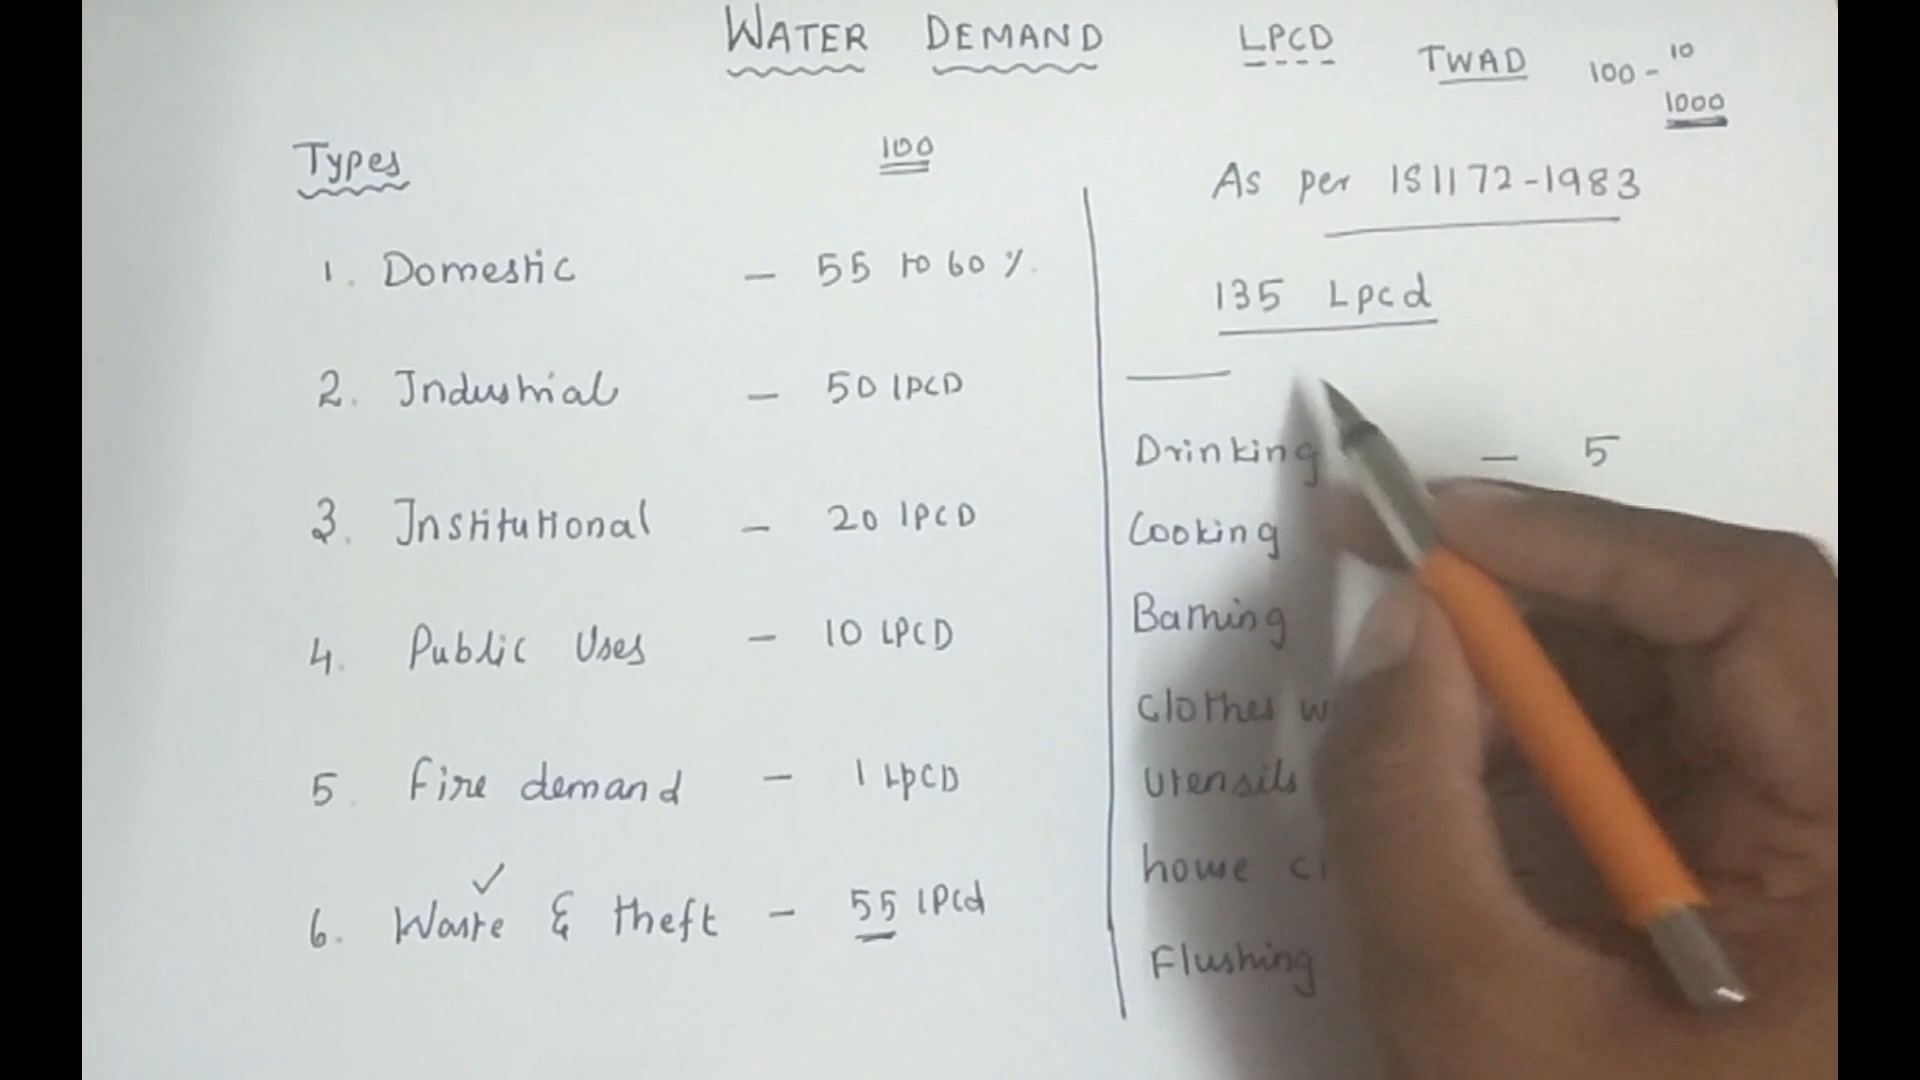 WATER DEMAND LPCD TWAD 100 - 10
1000
Types 100
1. Domestic - 55 to 60 %.
2. Industrial - 50 lPCD
3. Institutional - 20 lPCD
4. Public Uses - 10 LPCD
5. Fire demand - 1 LpCD
6. Waste & theft - 55 lPcd
As per IS1172-1983
135 Lpcd
Drinking - 5
Cooking
Bathing
Clothes w
Utensils -
home cl -
Flushing